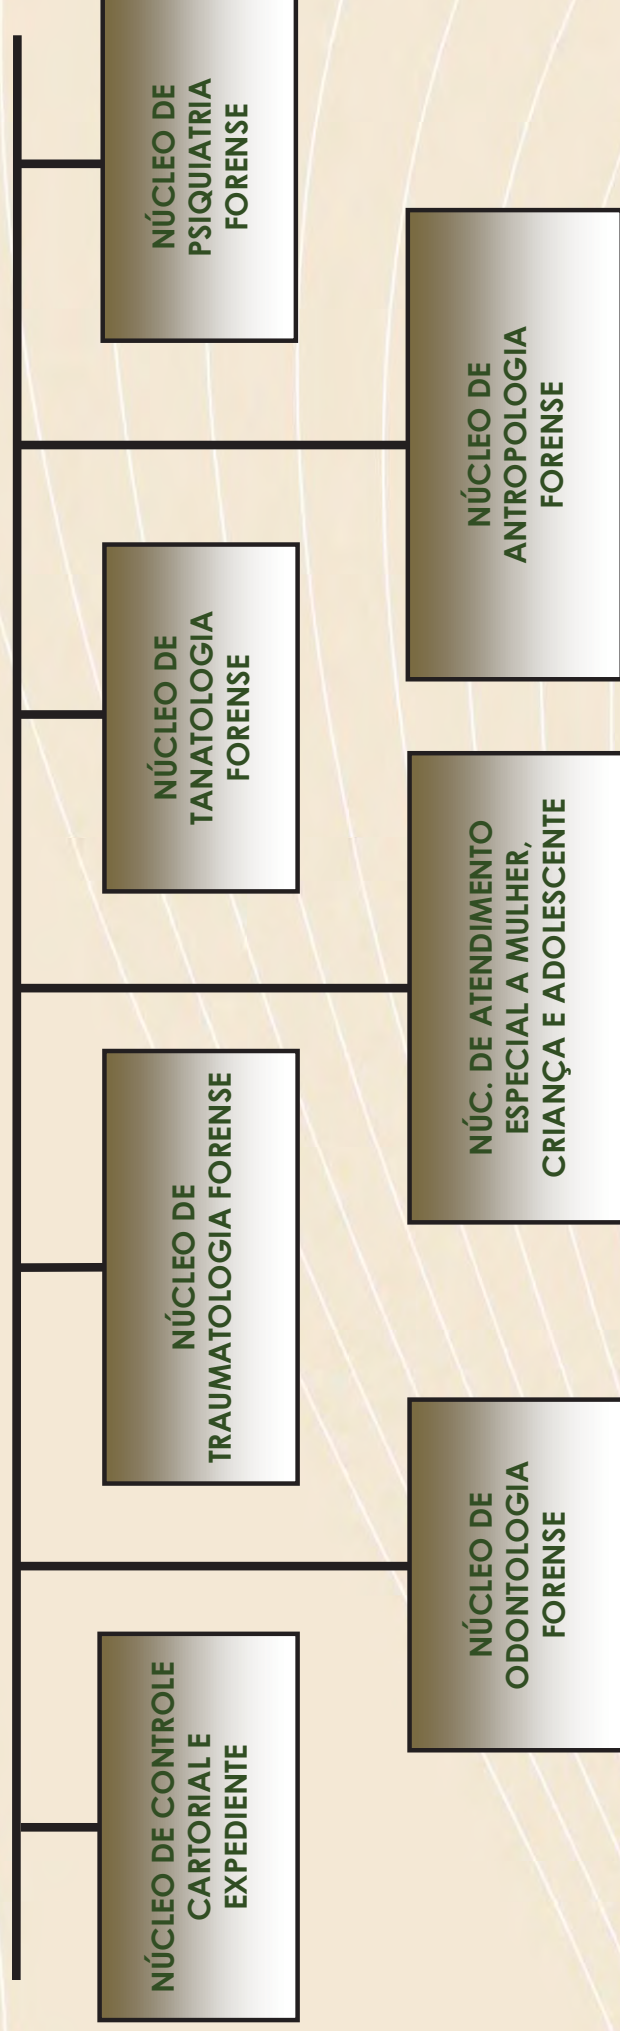 NÚCLEO DE CONTROLE
CARTORIAL E
EXPEDIENTE
NÚCLEO DE
TRAUMATOLOGIA FORENSE
NÚCLEO DE
TANATOLOGIA
FORENSE
NÚCLEO DE
PSIQUIATRIA
FORENSE
NÚCLEO DE
ODONTOLOGIA
FORENSE
NÚC. DE ATENDIMENTO
ESPECIAL A MULHER,
CRIANÇA E ADOLESCENTE
NÚCLEO DE
ANTROPOLOGIA
FORENSE